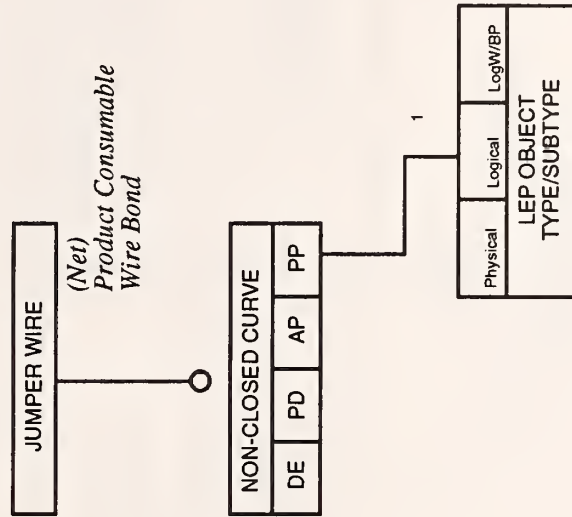 JUMPER WIRE
(Net)
Product Consumable
Wire Bond
NON-CLOSED CURVE
DE PD AP PP
1
Physical Logical LogW/BP
LEP OBJECT
TYPE/SUBTYPE